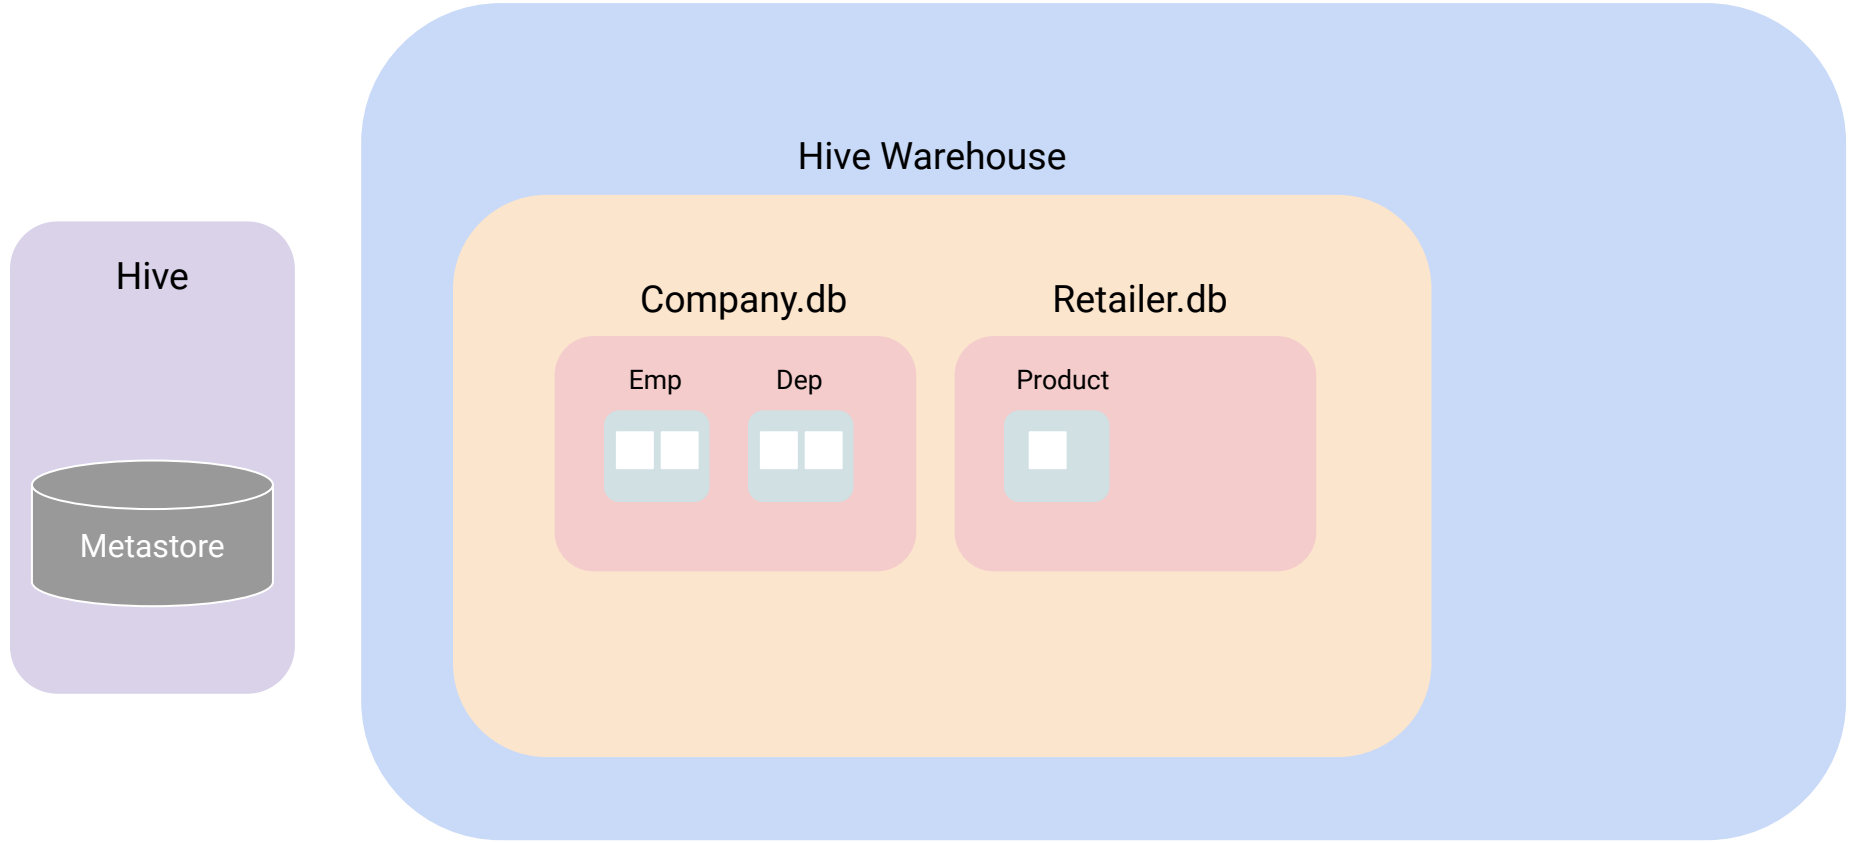 Hive Warehouse
Hive
Company.db
Retailer.db
Emp
Dep
Product
Metastore